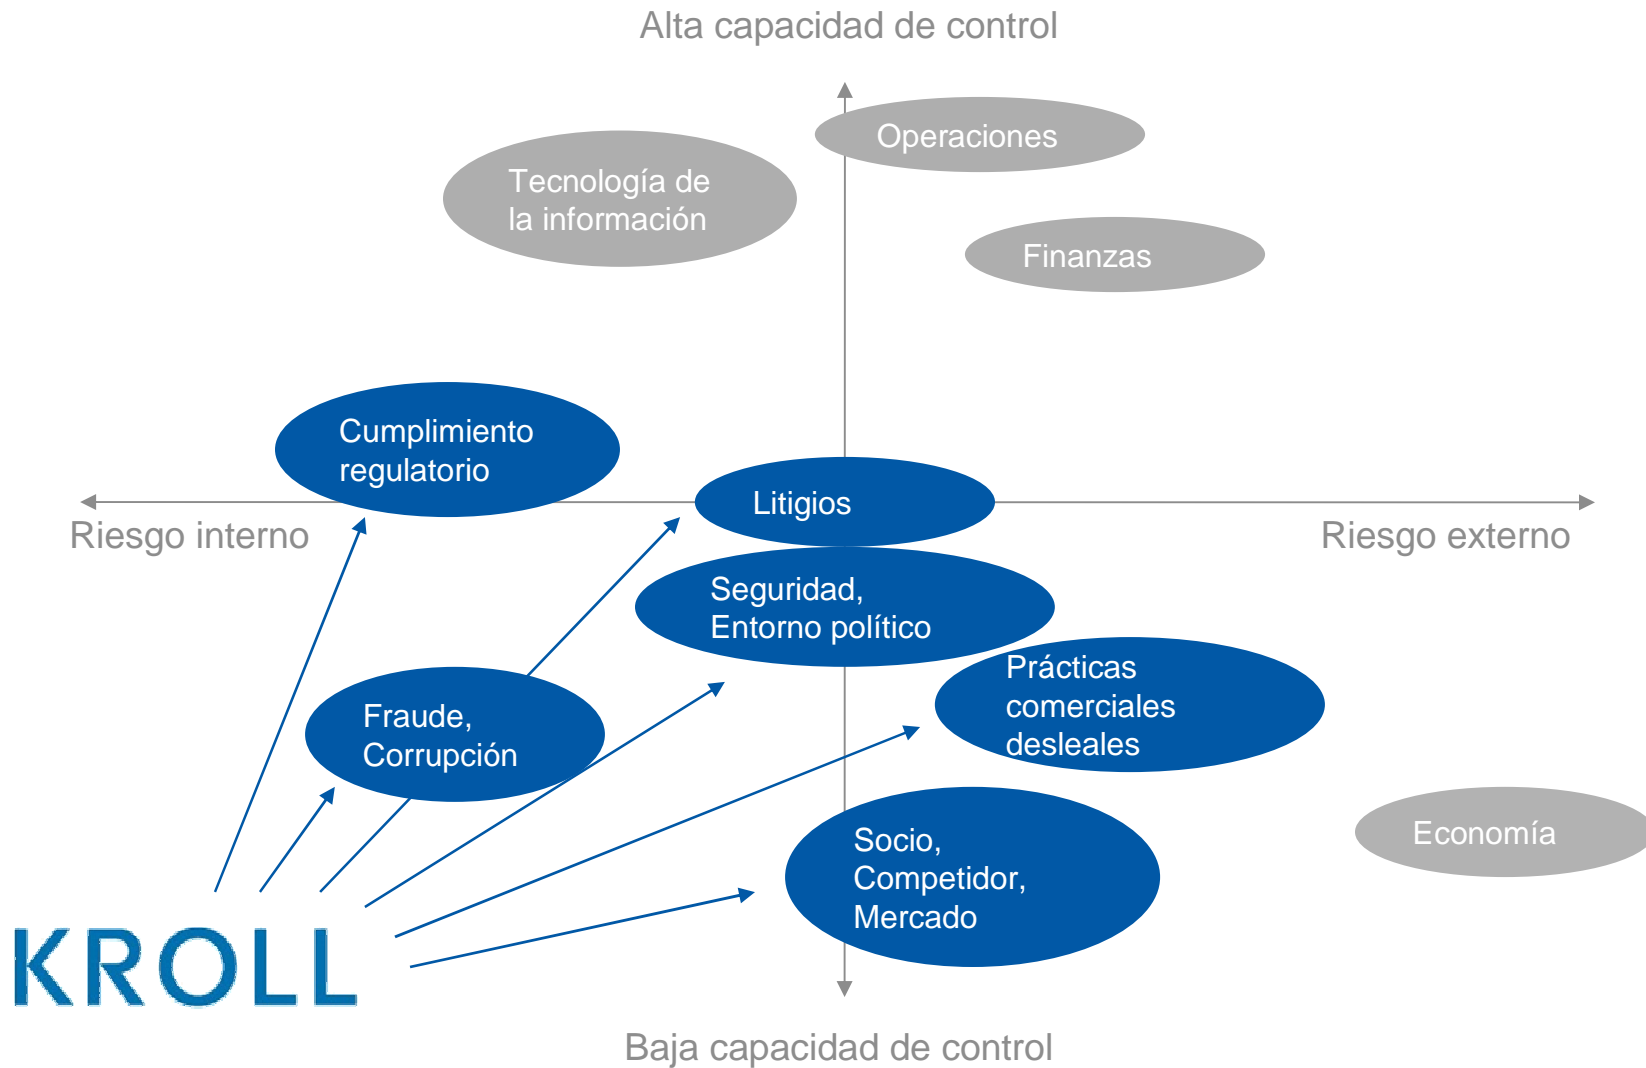 Alta capacidad de control
Operaciones
Tecnología de
la información
Finanzas
Cumplimiento
regulatorio
Litigios
Riesgo interno
Riesgo externo
Seguridad,
Entorno político
Prácticas
comerciales
desleales
Fraude,
Corrupción
Economía
Socio,
Competidor,
Mercado
KROLL
Baja capacidad de control